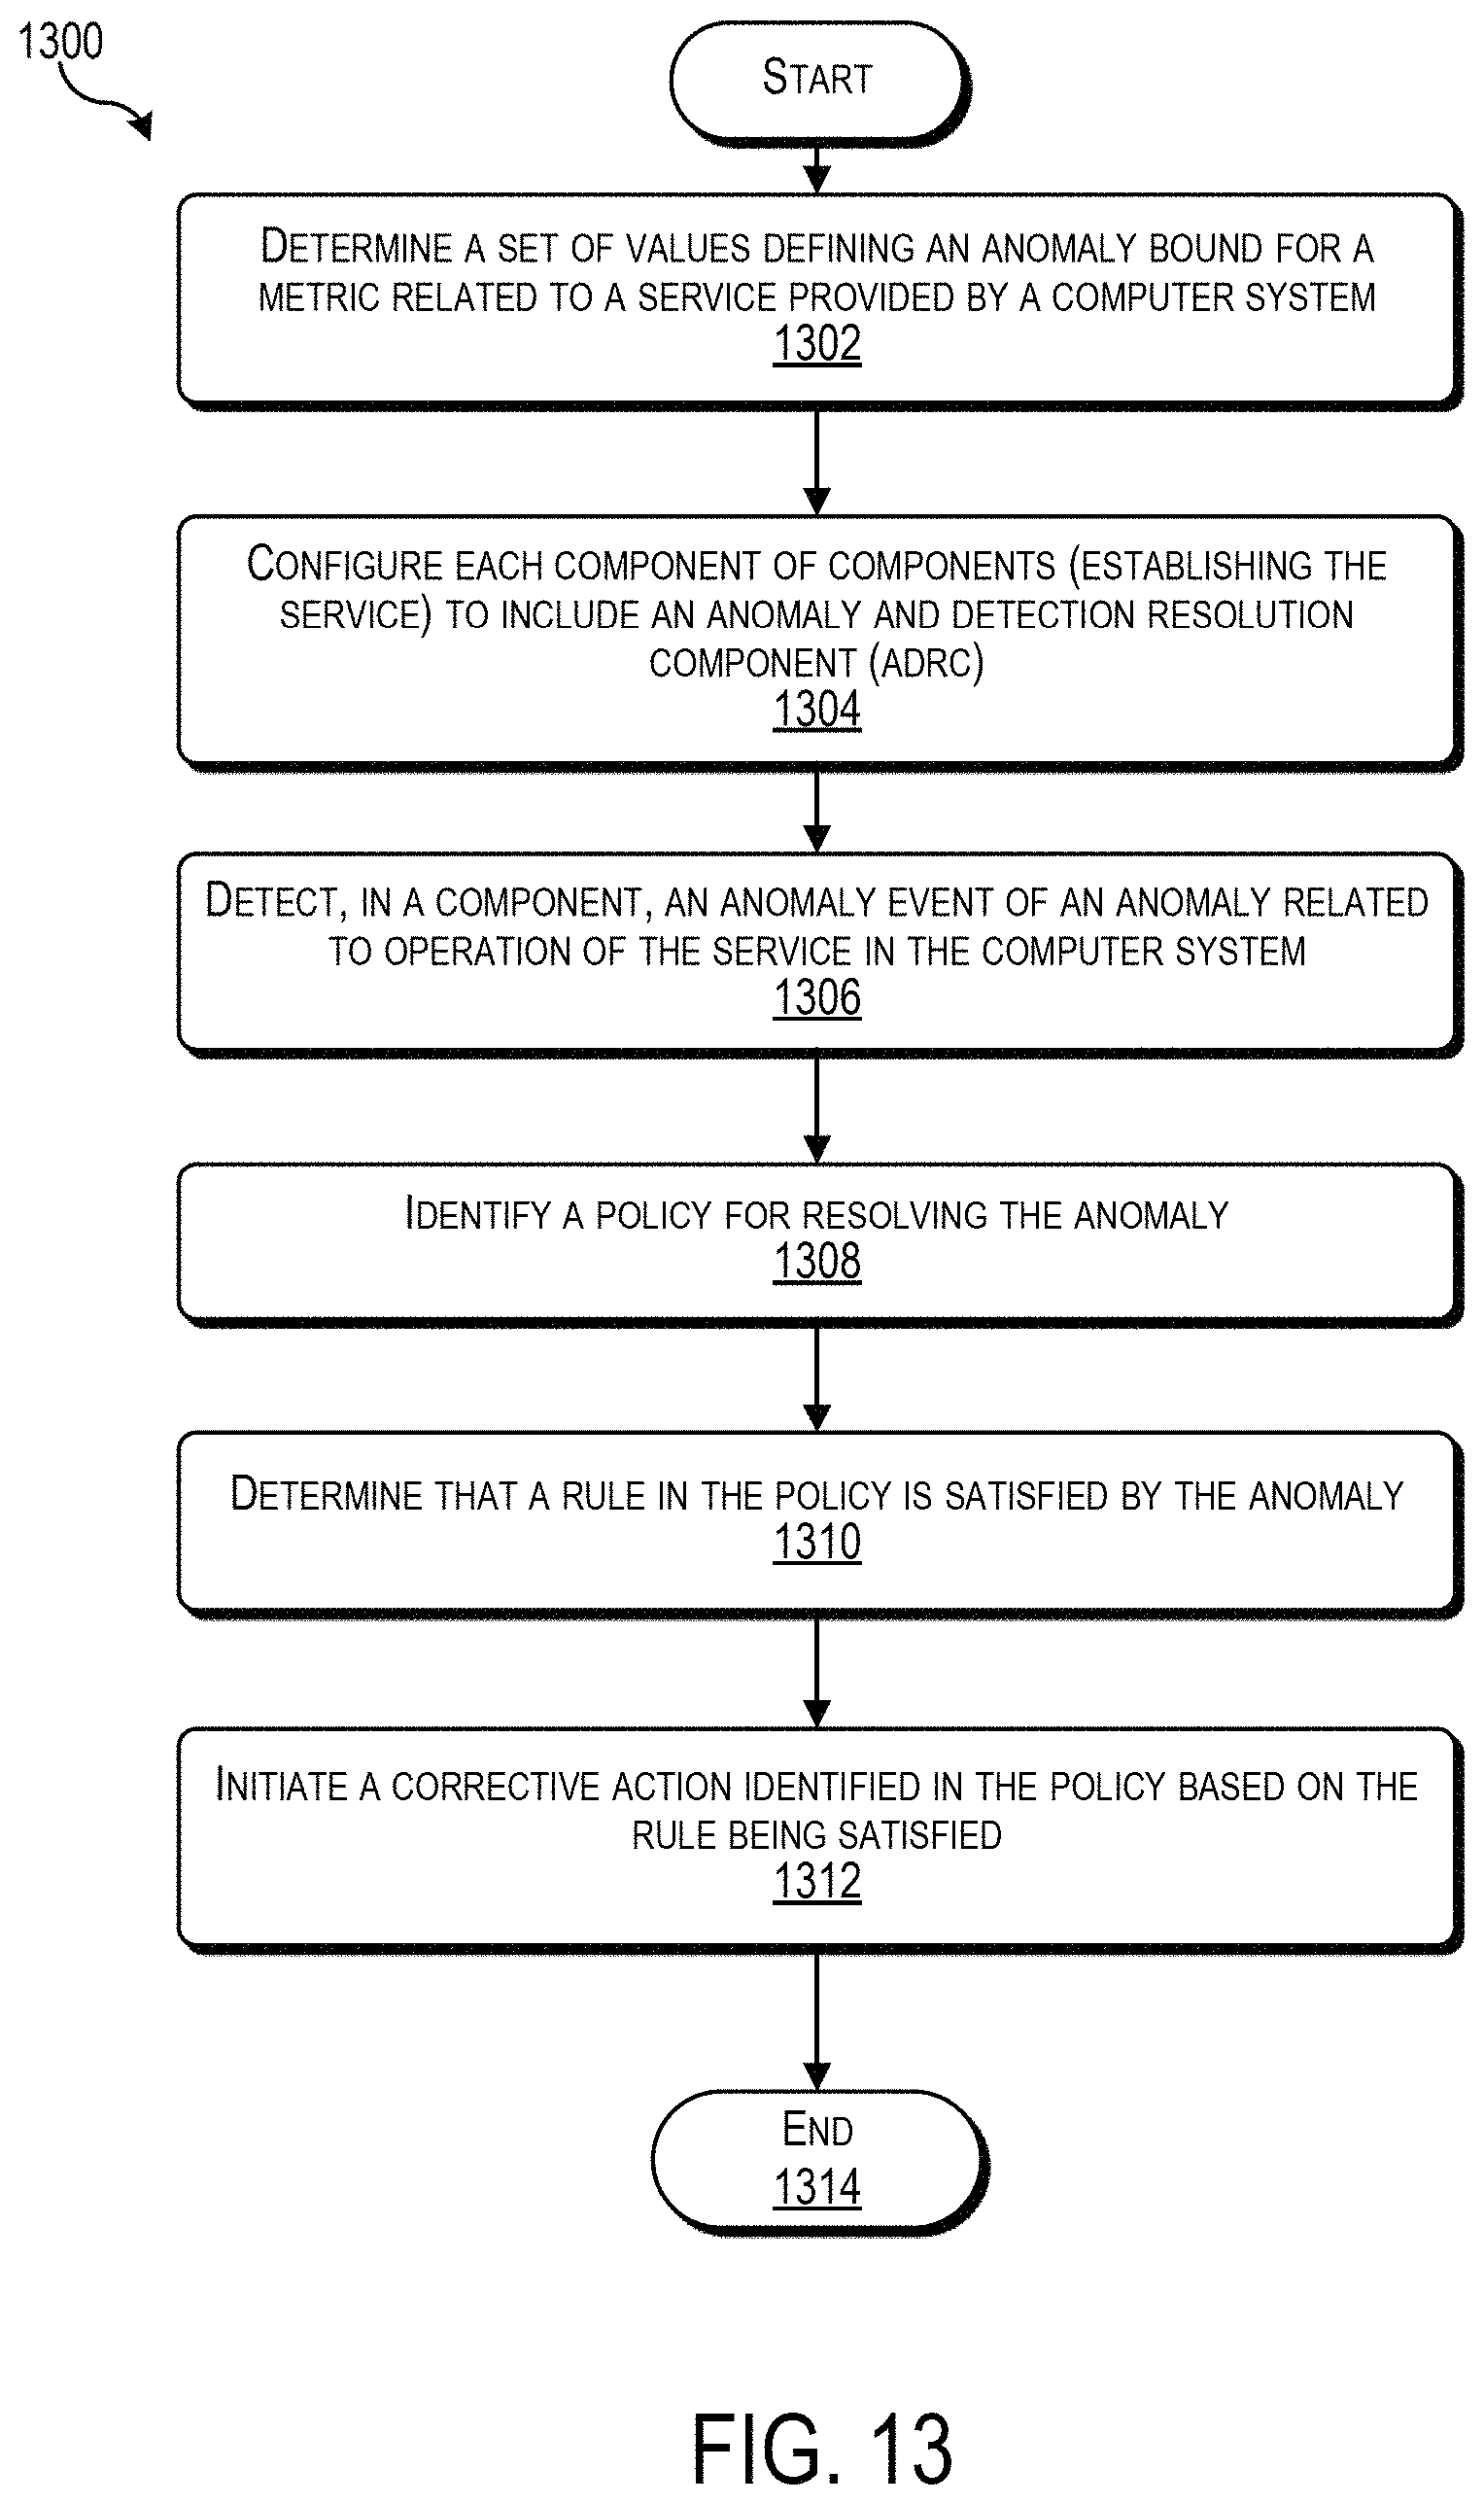 1300
START
DETERMINE A SET OF VALUES DEFINING AN ANOMALY BOUND FOR A
METRIC RELATED TO A SERVICE PROVIDED BY A COMPUTER SYSTEM
1302
CONFIGURE EACH COMPONENT OF COMPONENTS (ESTABLISHING THE
SERVICE) TO INCLUDE AN ANOMALY AND DETECTION RESOLUTION
COMPONENT (ADRC)
1304
DETECT, IN A COMPONENT, AN ANOMALY EVENT OF AN ANOMALY RELATED
TO OPERATION OF THE SERVICE IN THE COMPUTER SYSTEM
1306
IDENTIFY A POLICY FOR RESOLVING THE ANOMALY
1308
DETERMINE THAT A RULE IN THE POLICY IS SATISFIED BY THE ANOMALY
1310
INITIATE A CORRECTIVE ACTION IDENTIFIED IN THE POLICY BASED ON THE
RULE BEING SATISFIED
1312
END
1314
FIG. 13